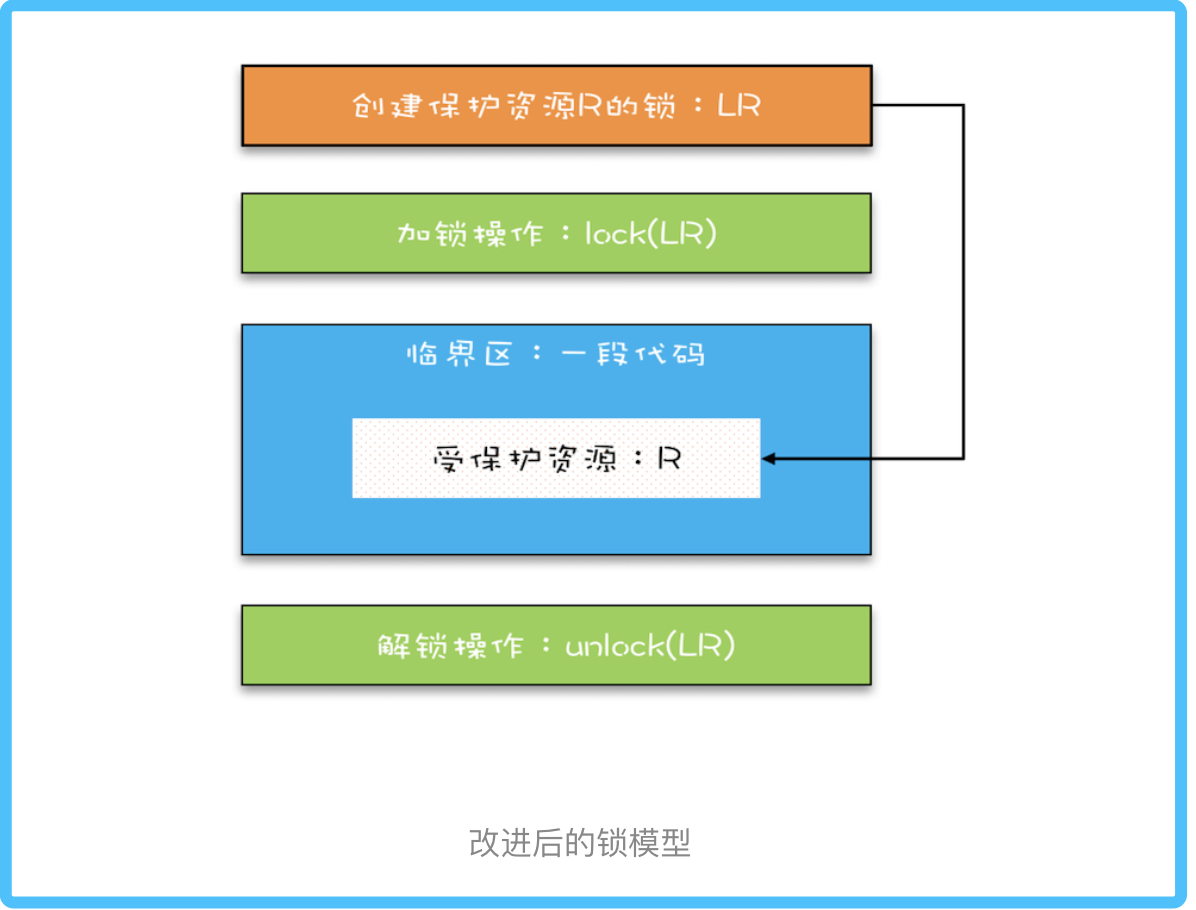 创建保护资源R的锁：LR
加锁操作：lock(LR)
临界区：一段代码
受保护资源：R
解锁操作：unlock(LR)
改进后的锁模型